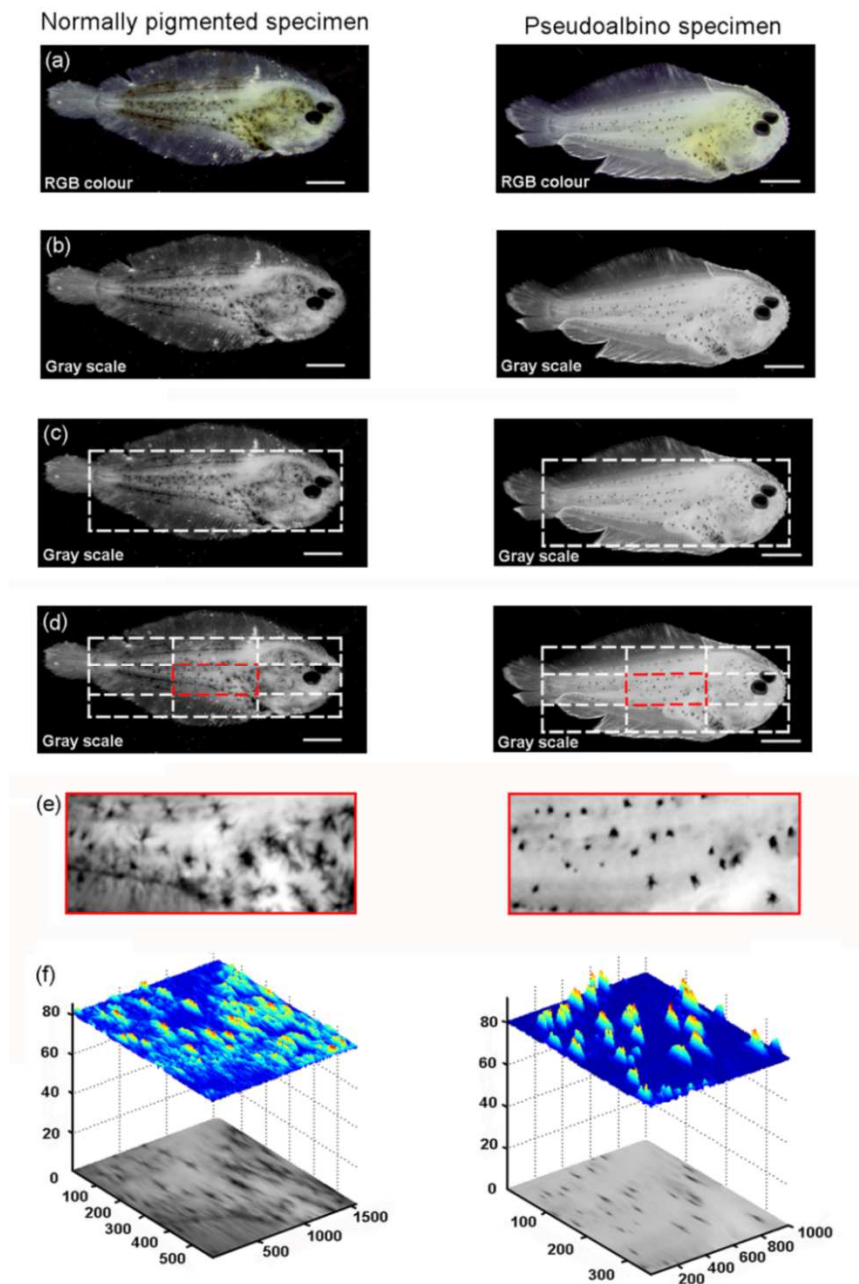 Normally pigmented specimen
Pseudoalbino specimen
(a)
RGB colour
RGB colour
(b)
Gray scale
Gray scale
(c)
Gray scale
Gray scale
(d)
Gray scale
Gray scale
(e)
(f)
80
60
40
20
0
100
200
300
400
500
500
1000
1500
80
60
40
20
0
100
200
300
200
400
600
800
1000